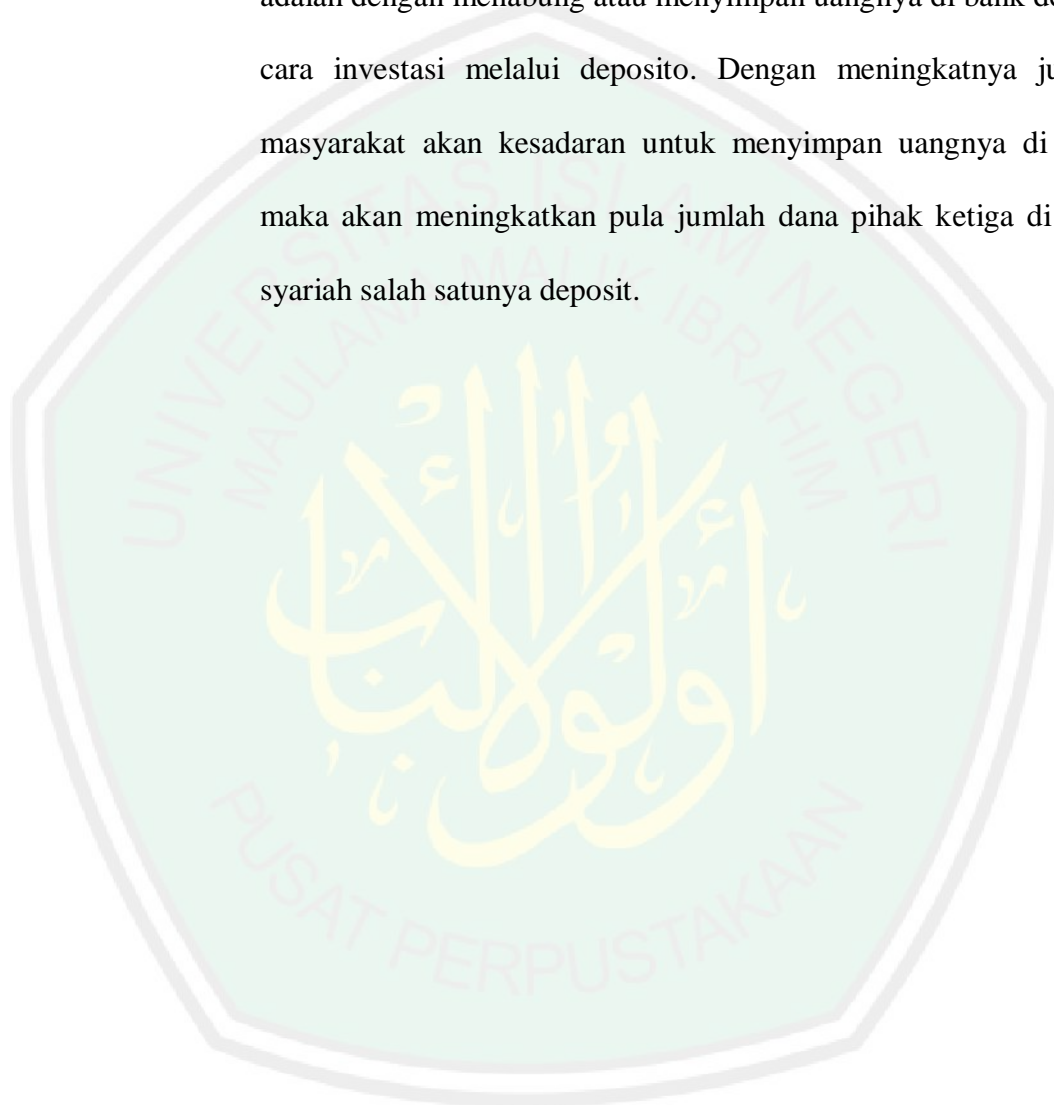 adalah dengan menabung atau menyimpan uangnya di bank de
cara investasi melalui deposito. Dengan meningkatnya ju
masyarakat akan kesadaran untuk menyimpan uangnya di
maka akan meningkatkan pula jumlah dana pihak ketiga di
syariah salah satunya deposit.
UNIVERSITAS ISLAM NEGERI
MAULANA MALIK IBRAHIM
أولوا الألباب
PUSAT PERPUSTAKAAN